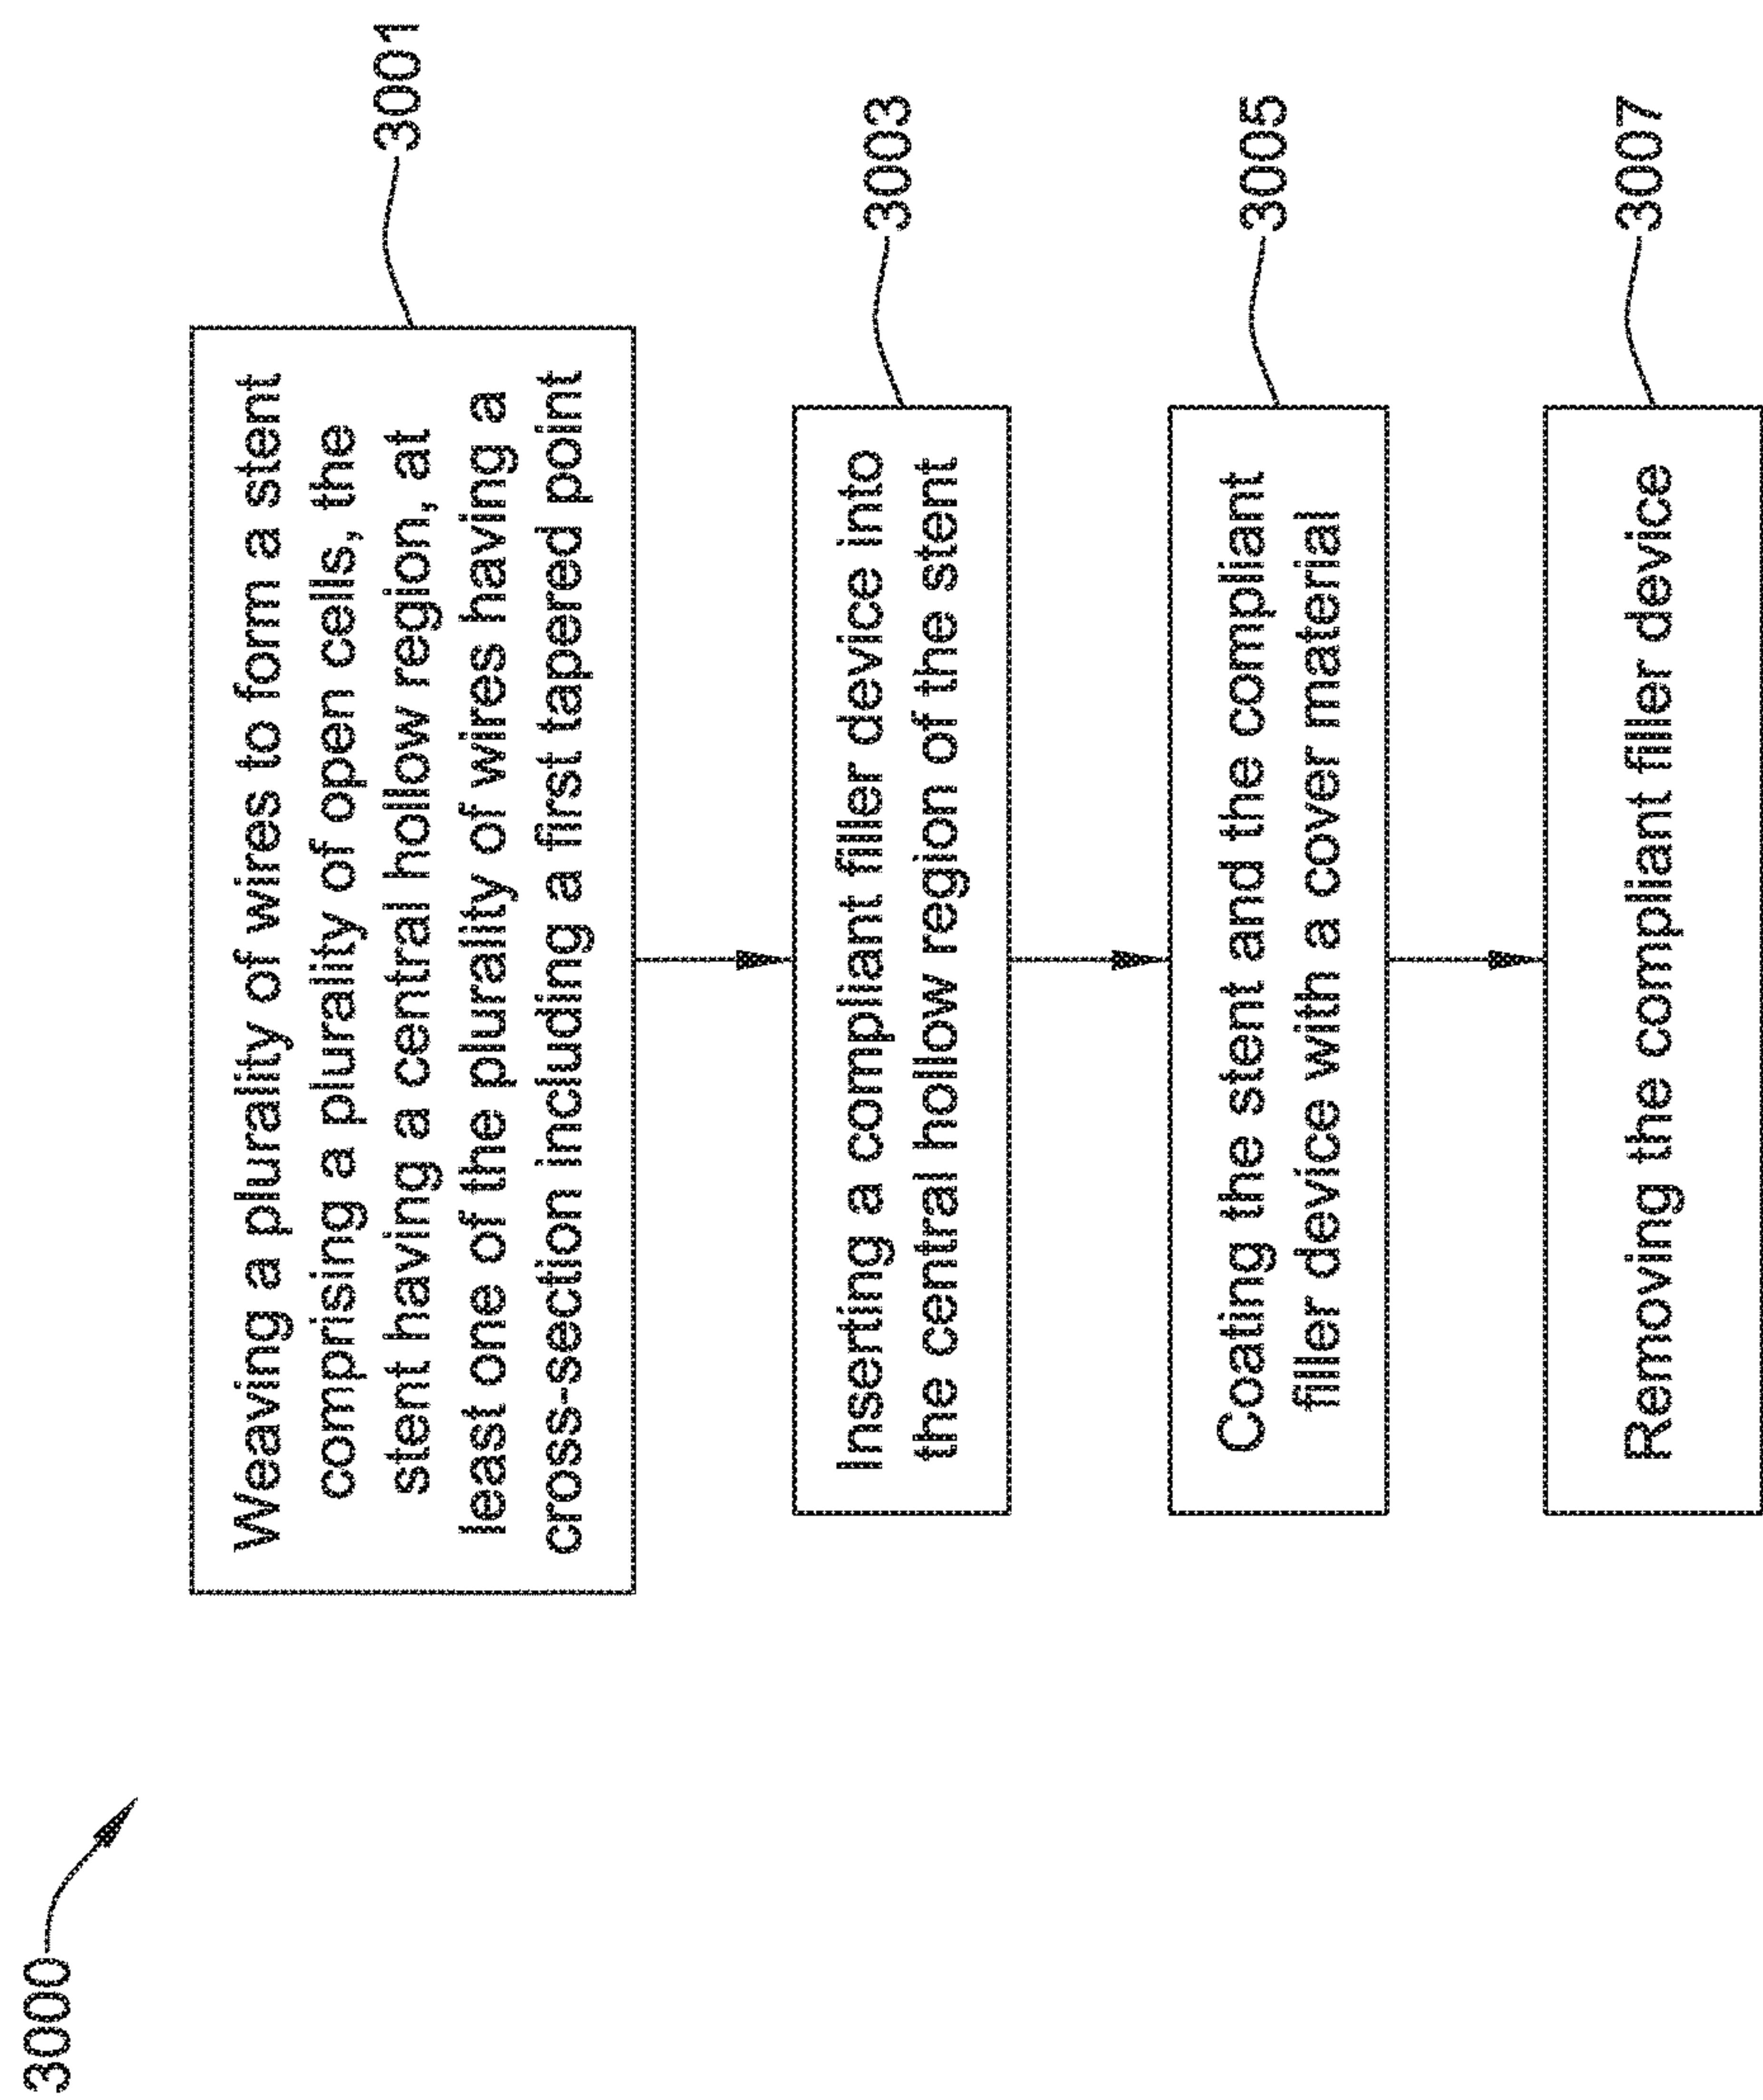 3000
Weaving a plurality of wires to form a stent
comprising a plurality of open cells, the
stent having a central hollow region, at
least one of the plurality of wires having a
cross-section including a first tapered point
3001
Inserting a compliant filler device into
the central hollow region of the stent
3003
Coating the stent and the compliant
filler device with a cover material
3005
Removing the compliant filler device
3007